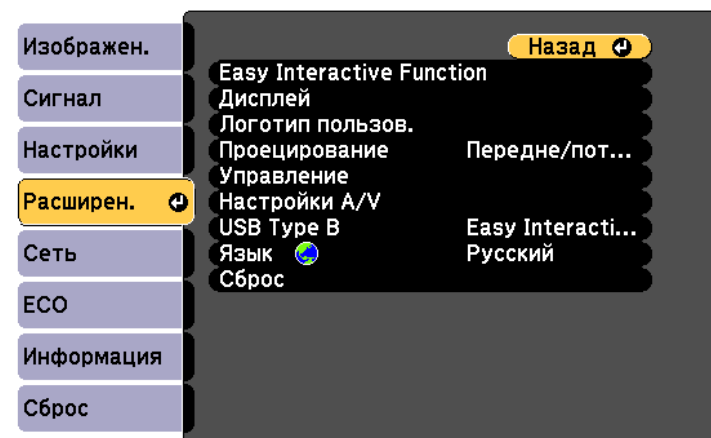 Изображен.
Сигнал
Настройки
Расширен.
Сеть
ECO
Информация
Сброс
Назад
Easy Interactive Function
Дисплей
Логотип пользов.
Проецирование Передне/пот...
Управление
Настройки A/V
USB Type B Easy Interacti...
Язык Русский
Сброс